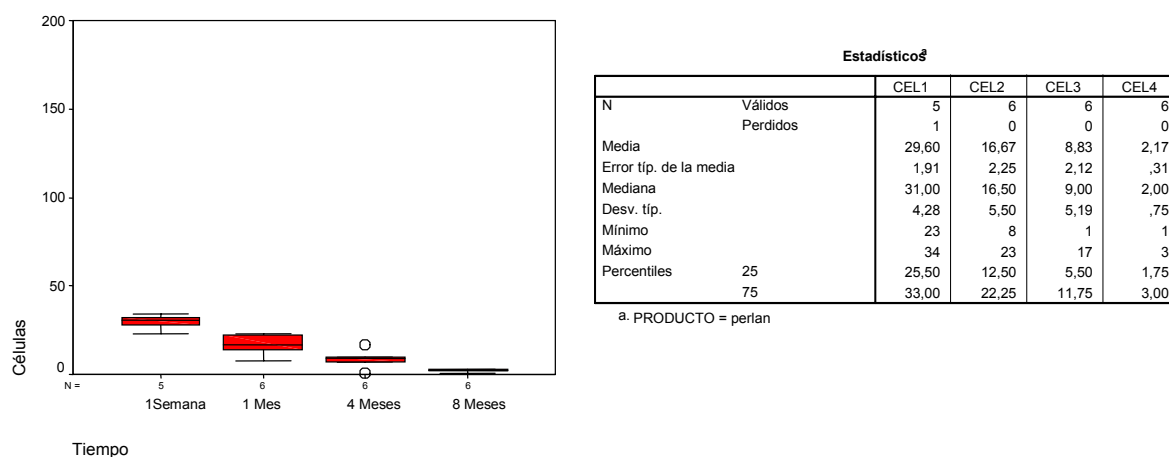 200
150
100
50
0
Células
N = 5 6 6 6
1Semana 1 Mes 4 Meses 8 Meses
Tiempo
Estadísticos a
CEL1 CEL2 CEL3 CEL4
N Válidos 5 6 6 6
Perdidos 1 0 0 0
Media 29,60 16,67 8,83 2,17
Error típ. de la media 1,91 2,25 2,12 ,31
Mediana 31,00 16,50 9,00 2,00
Desv. típ. 4,28 5,50 5,19 ,75
Mínimo 23 8 1 1
Máximo 34 23 17 3
Percentiles 25 25,50 12,50 5,50 1,75
75 33,00 22,25 11,75 3,00
a. PRODUCTO = perlan